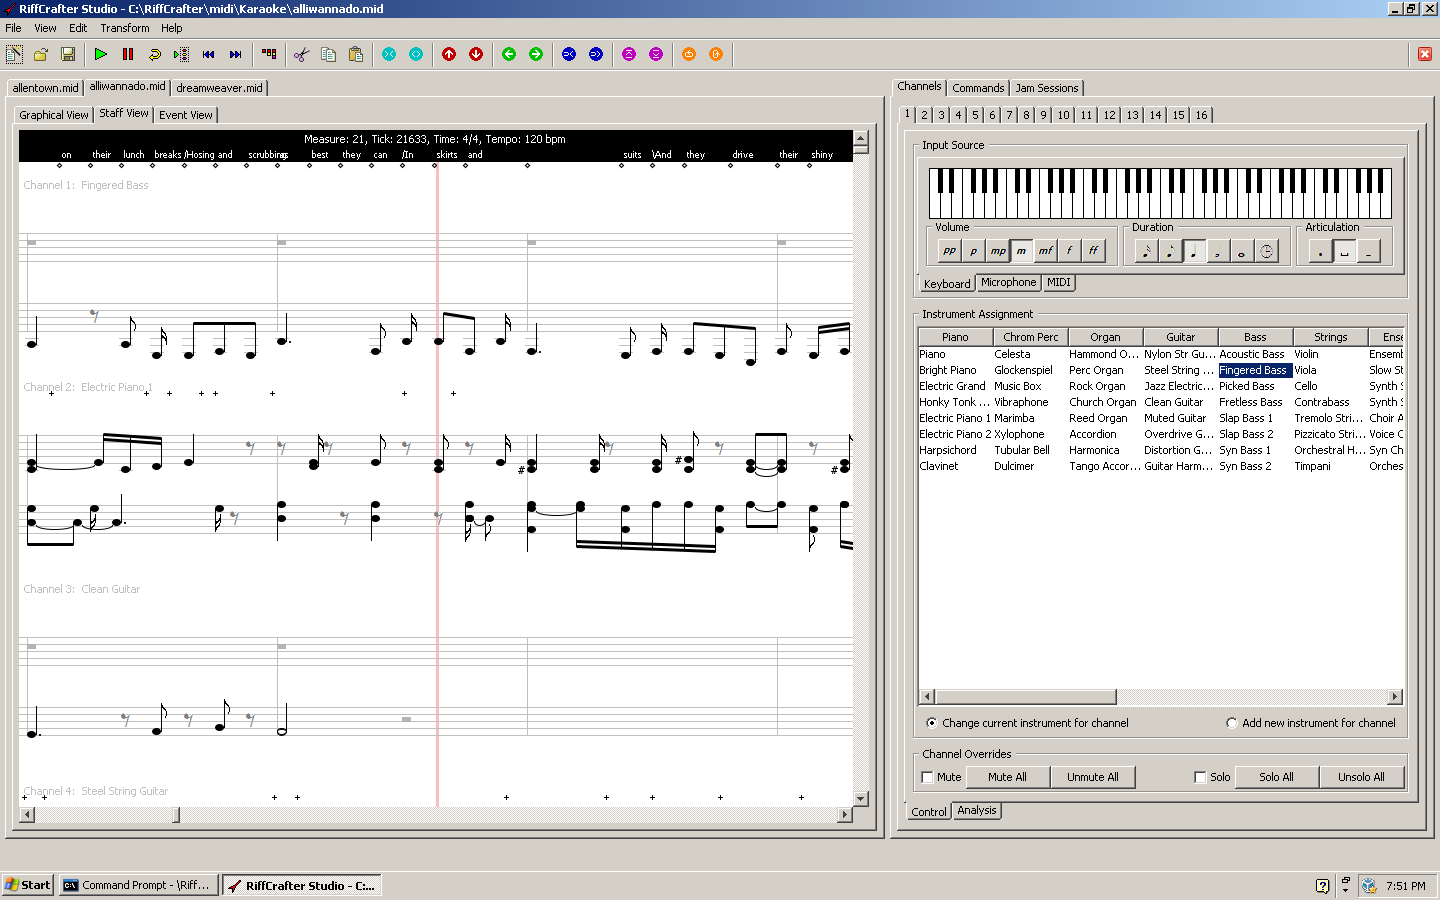 RiffCrafter Studio - C:\RiffCrafter\midi\Karaoke\alliwannado.mid
File View Edit Transform Help
allentown.mid alliwannado.mid dreamweaver.mid
Graphical View Staff View Event View
Measure: 21, Tick: 21633, Time: 4/4, Tempo: 120 bpm
on their lunch breaks /Hosing and scrubbing best they can /In skirts and suits \And they drive their shiny
Channel 1: Fingered Bass
Channel 2: Electric Piano 1
Channel 3: Clean Guitar
Channel 4: Steel String Guitar
Channels Commands Jam Sessions
1 2 3 4 5 6 7 8 9 10 11 12 13 14 15 16
Input Source
Volume Duration Articulation
pp p mp m mf f ff
Keyboard Microphone MIDI
Instrument Assignment
Piano Chrom Perc Organ Guitar Bass Strings Ense
Piano Celesta Hammond O... Nylon Str Gu... Acoustic Bass Violin Ensemb
Bright Piano Glockenspiel Perc Organ Steel String ... Fingered Bass Viola Slow St
Electric Grand Music Box Rock Organ Jazz Electric... Picked Bass Cello Synth S
Honky Tonk ... Vibraphone Church Organ Clean Guitar Fretless Bass Contrabass Synth S
Electric Piano 1 Marimba Reed Organ Muted Guitar Slap Bass 1 Tremolo Stri... Choir A
Electric Piano 2 Xylophone Accordion Overdrive G... Slap Bass 2 Pizzicato Stri... Voice O
Harpsichord Tubular Bell Harmonica Distortion G... Syn Bass 1 Orchestral H... Syn Ch
Clavinet Dulcimer Tango Accor... Guitar Harm... Syn Bass 2 Timpani Orches
Change current instrument for channel Add new instrument for channel
Channel Overrides
Mute Mute All Unmute All Solo Solo All Unsolo All
Control Analysis
Start Command Prompt - \Riff... RiffCrafter Studio - C:... 7:51 PM